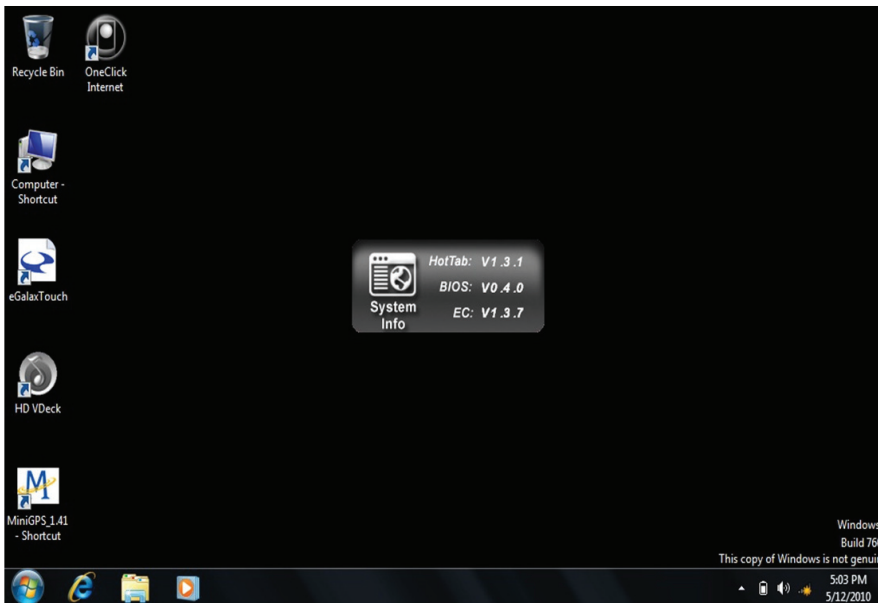 Recycle Bin
OneClick
Internet
Computer -
Shortcut
eGalaxTouch
HD VDeck
MiniGPS_1.41
- Shortcut
System
Info
HotTab: V1.3.1
BIOS: V0.4.0
EC: V1.3.7
Windows
Build 76
This copy of Windows is not genui
5:03 PM
5/12/2010